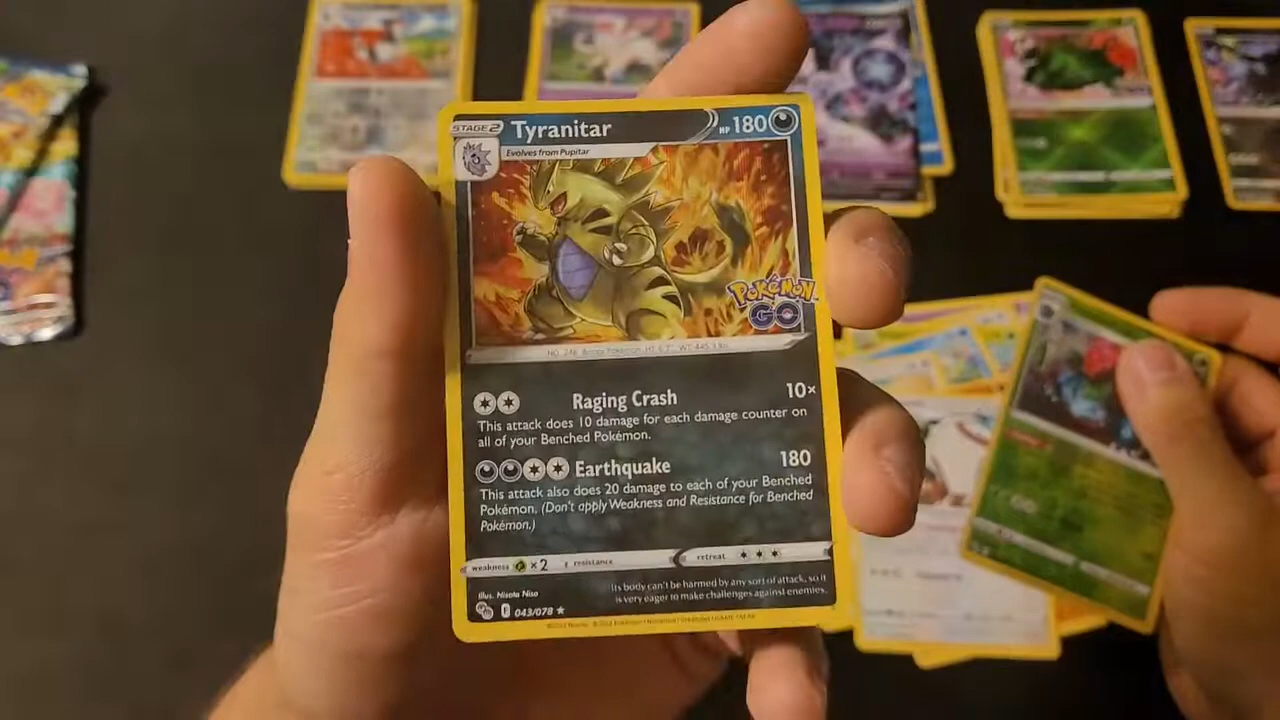 STAGE 2 Tyranitar HP 180
Evolves from Pupitar
POKÉMON
GO
Raging Crash 10×
This attack does 10 damage for each damage counter on
all of your Benched Pokémon.
Earthquake 180
This attack also does 20 damage to each of your Benched
Pokémon. (Don't apply Weakness and Resistance for Benched
Pokémon.)
weakness ×2 resistance retreat
Illus. Nisota Niso
Its body can't be harmed by any sort of attack, so it
is very eager to make challenges against enemies.
043/078 ★